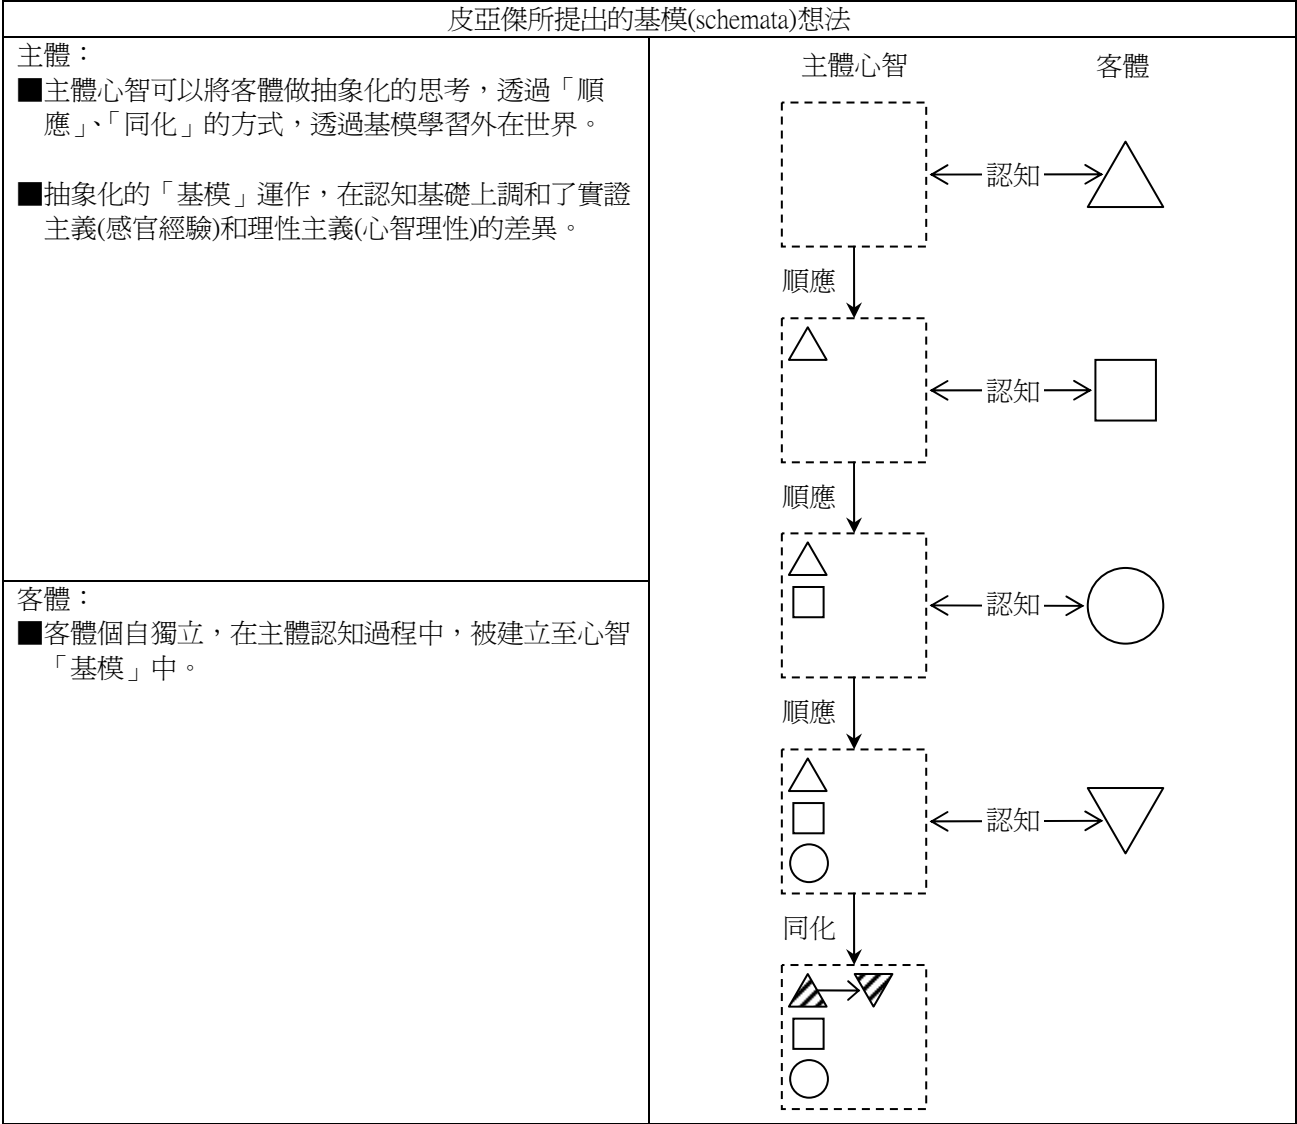 皮亞傑所提出的基模(schemata)想法
主體：
■主體心智可以將客體做抽象化的思考，透過「順
應」、「同化」的方式，透過基模學習外在世界。
■抽象化的「基模」運作，在認知基礎上調和了實證
主義(感官經驗)和理性主義(心智理性)的差異。
客體：
■客體個自獨立，在主體認知過程中，被建立至心智
「基模」中。
主體心智
客體
認知
順應
認知
順應
認知
順應
認知
同化